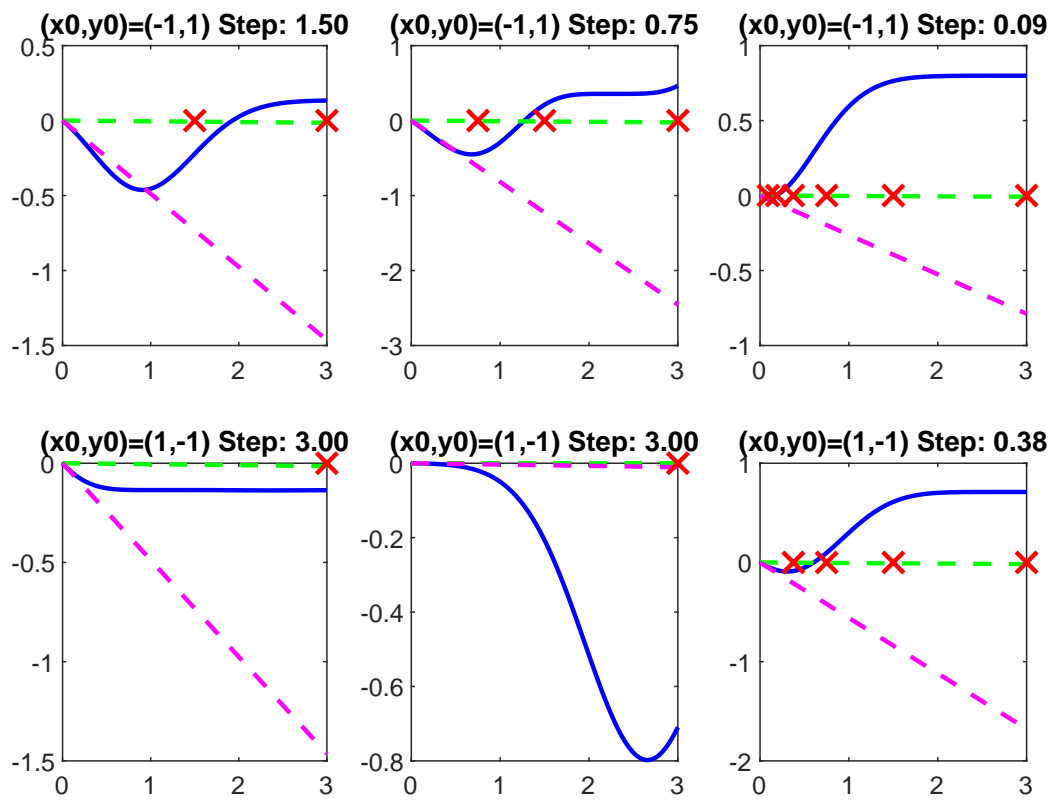 (x0,y0)=(-1,1) Step: 1.50
0.5
0
-0.5
-1
-1.5
0 1 2 3
(x0,y0)=(-1,1) Step: 0.75
1
0
-1
-2
-3
0 1 2 3
(x0,y0)=(-1,1) Step: 0.09
1
0.5
0
-0.5
-1
0 1 2 3
(x0,y0)=(1,-1) Step: 3.00
0
-0.5
-1
-1.5
0 1 2 3
(x0,y0)=(1,-1) Step: 3.00
0
-0.2
-0.4
-0.6
-0.8
0 1 2 3
(x0,y0)=(1,-1) Step: 0.38
1
0
-1
-2
0 1 2 3